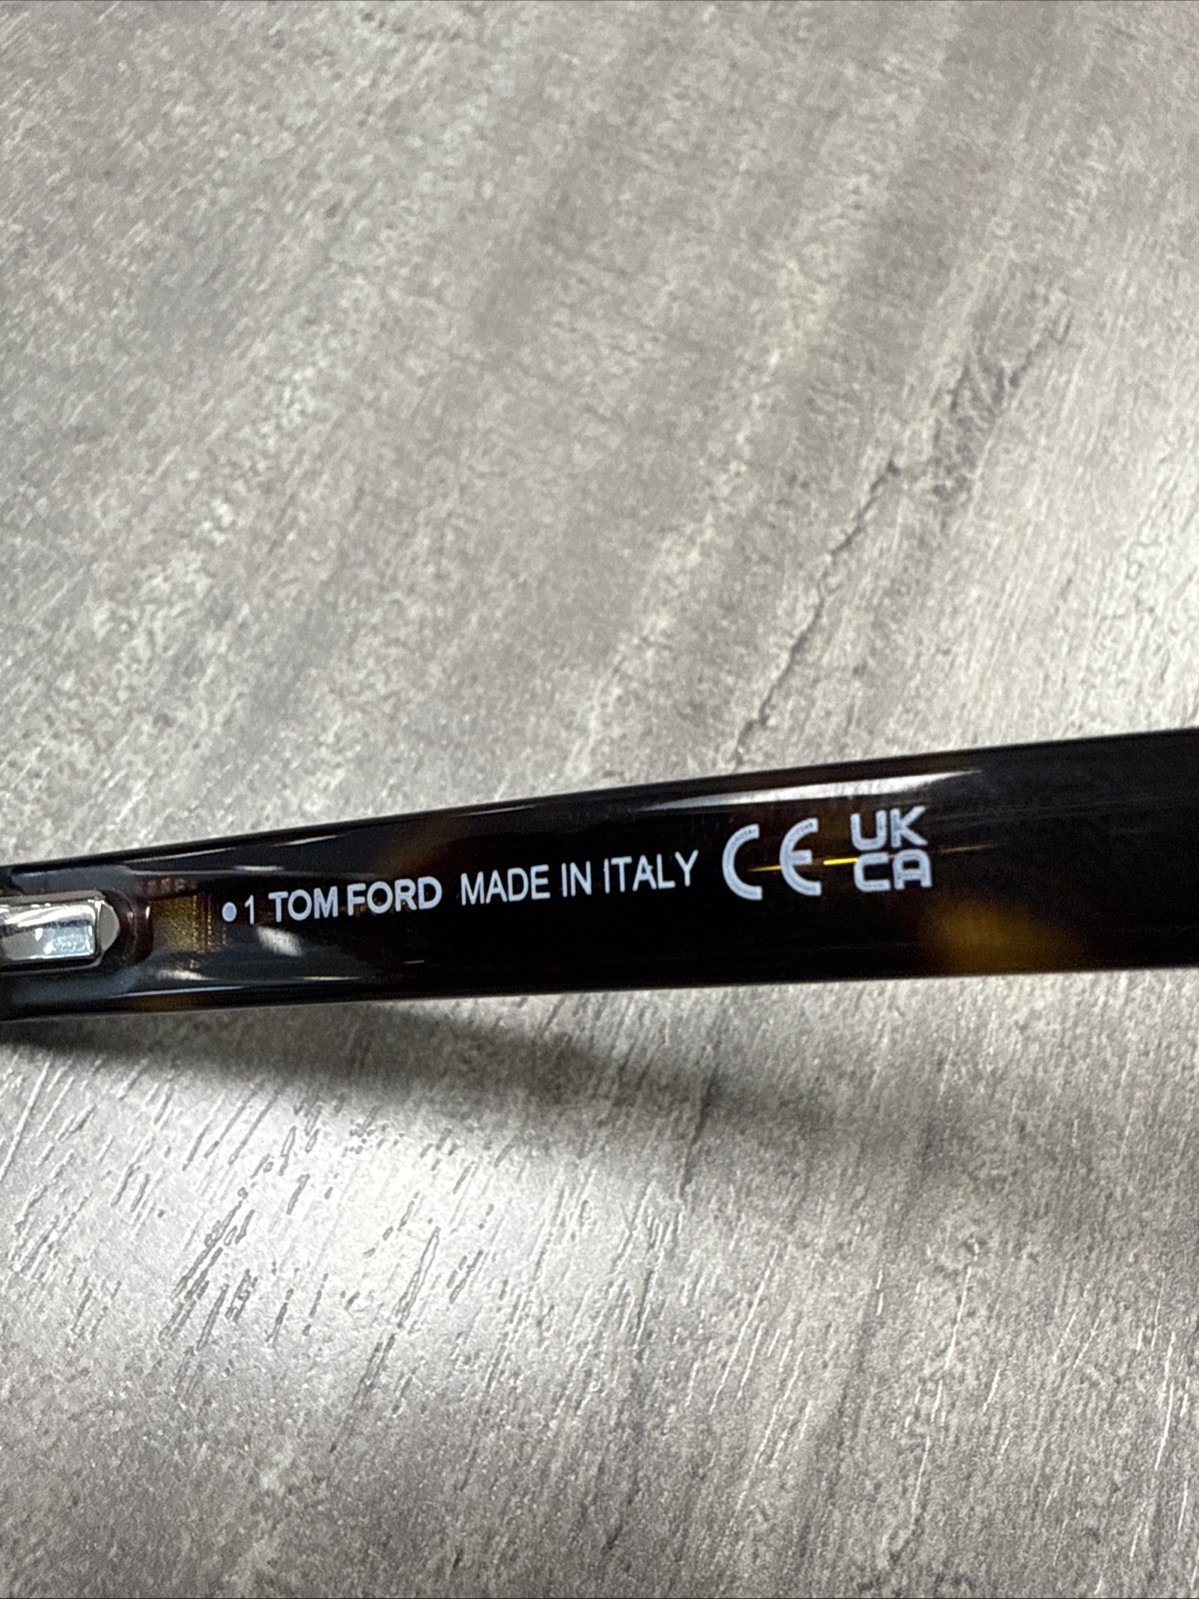 •1 TOM FORD MADE IN ITALY CE UK
CA